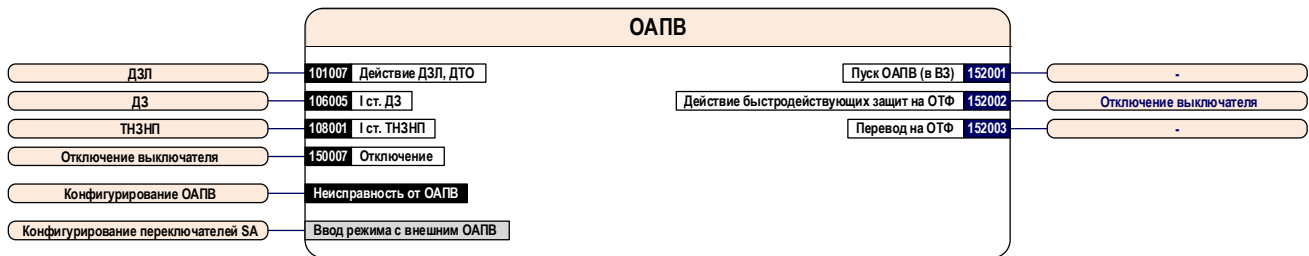 ОАПВ
ДЗЛ 101007 Действие ДЗЛ, ДТО Пуск ОАПВ (в ВЗ) 152001 -
ДЗ 106005 I ст. ДЗ Действие быстродействующих защит на ОТФ 152002 Отключение выключателя
ТНЗНП 108001 I ст. ТНЗНП Перевод на ОТФ 152003 -
Отключение выключателя 150007 Отключение
Конфигурирование ОАПВ Неисправность от ОАПВ
Конфигурирование переключателей SA Ввод режима с внешним ОАПВ